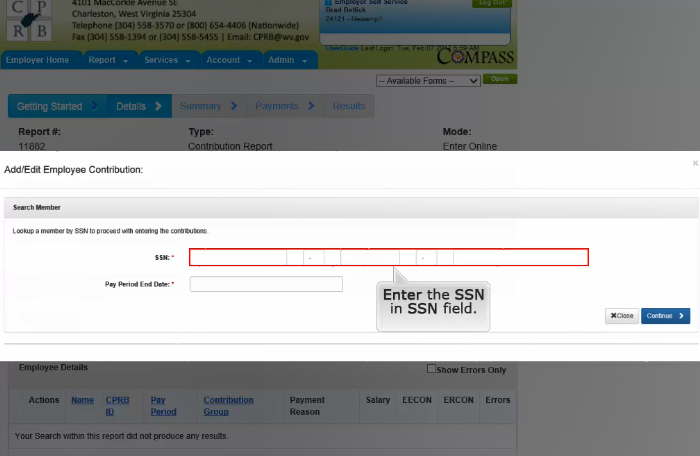 C P R B
4101 MacCorkle Avenue SE
Charleston, West Virginia 25304
Telephone (304) 558-3570 or (800) 654-4406 (Nationwide)
Fax (304) 558-1394 or (304) 558-5455 | Email: CPRB@wv.gov
Employer Self Service
Log Out
Brad Bellick
24121 - Newemp1
UserGuide Last Login: Tue, Feb 07
COMPASS
Employer Home Report Services Account Admin
-- Available Forms --
Open
Getting Started Details Summary Payments Results
Report #: Type: Mode:
11882 Contribution Report Enter Online
Add/Edit Employee Contribution:
×
Search Member
Lookup a member by SSN to proceed with entering the contributions.
SSN: * - -
Pay Period End Date: *
Enter the SSN
in SSN field.
Close Continue
Employee Details
Show Errors Only
Actions Name CPRB ID Pay Period Contribution Group Payment Reason Salary EECON ERCON Errors
Your Search within this report did not produce any results.